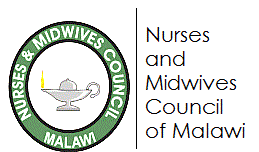 NURSES & MIDWIVES COUNCIL
MALAWI
Nurses
and
Midwives
Council
of Malawi